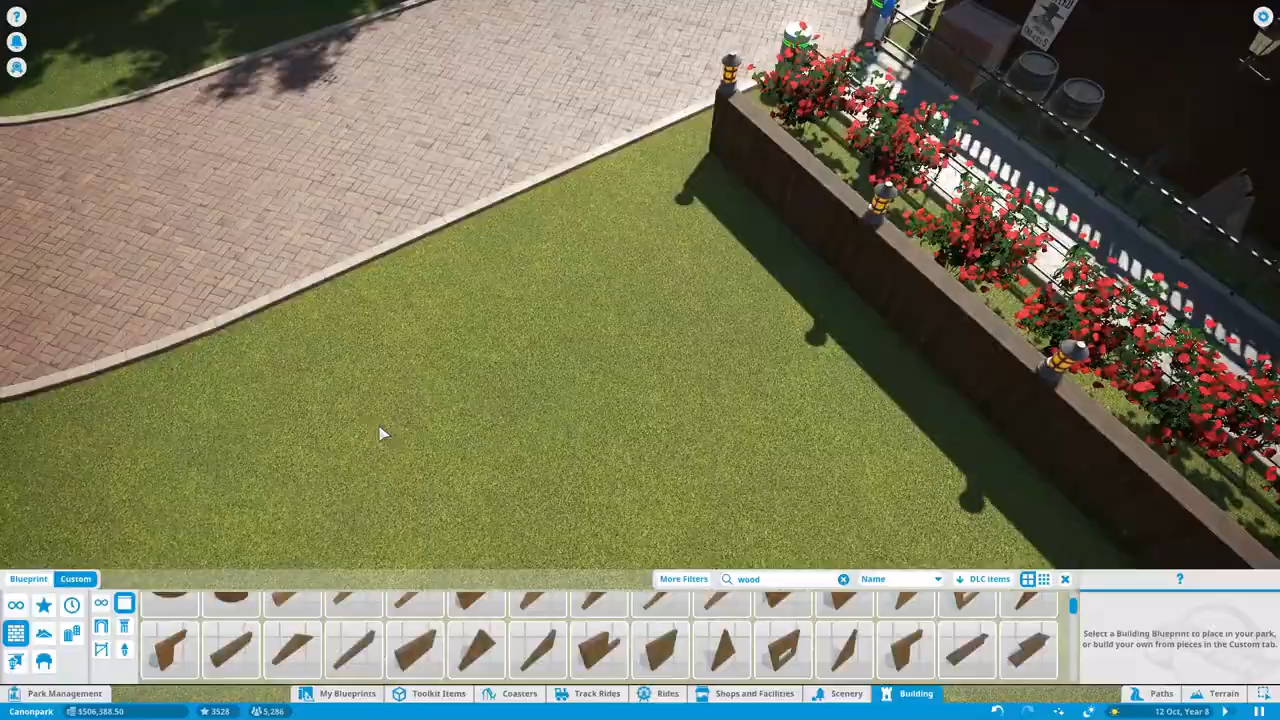 Blueprint
Custom
More Filters
wood
Name
DLC items
Select a Building Blueprint to place in your park,
or build your own from pieces in the Custom tab.
Park Management
My Blueprints
Toolkit Items
Coasters
Track Rides
Rides
Shops and Facilities
Scenery
Building
Paths
Terrain
Canonpark
$506,388.50
3528
5,286
12 Oct, Year 8